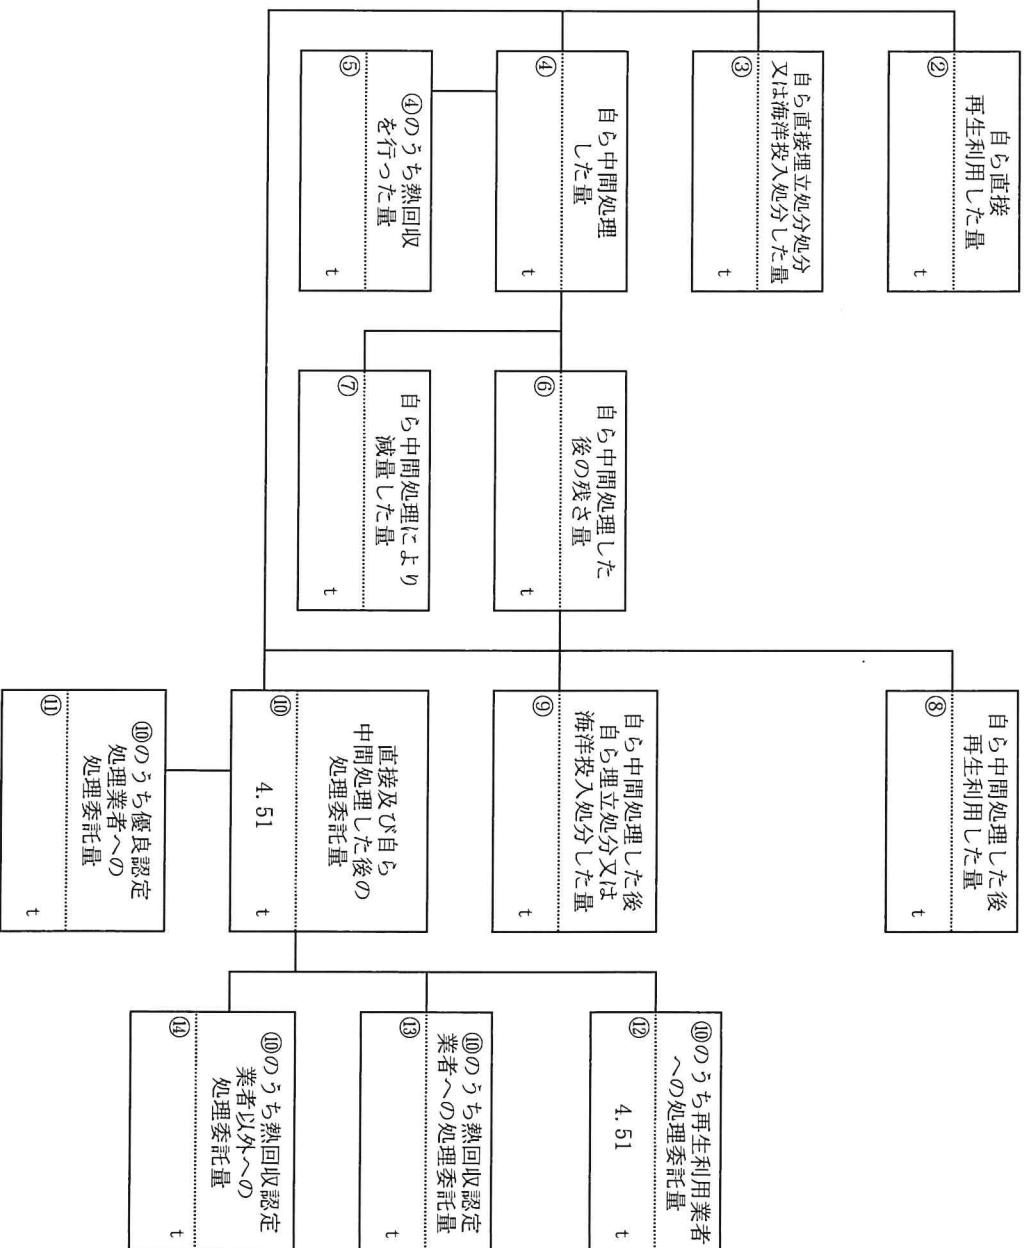 自ら直接
再生利用した量
②
t
自ら直接埋立処分処分
又は海洋投入処分した量
③
t
自ら中間処理
した量
④
t
④のうち熱回収
を行った量
⑤
t
自ら中間処理した
後の残さ量
⑥
t
自ら中間処理により
減量した量
⑦
t
自ら中間処理した後
再生利用した量
⑧
t
自ら中間処理した後
自ら埋立処分又は
海洋投入処分した量
⑨
t
直接及び自ら
中間処理した後の
処理委託量
⑩
4.51 t
⑩のうち優良認定
処理業者への
処理委託量
⑪
t
⑩のうち再生利用業者
への処理委託量
⑫
4.51 t
⑩のうち熱回収認定
業者への処理委託量
⑬
t
⑩のうち熱回収認定
業者以外への
処理委託量
⑭
t